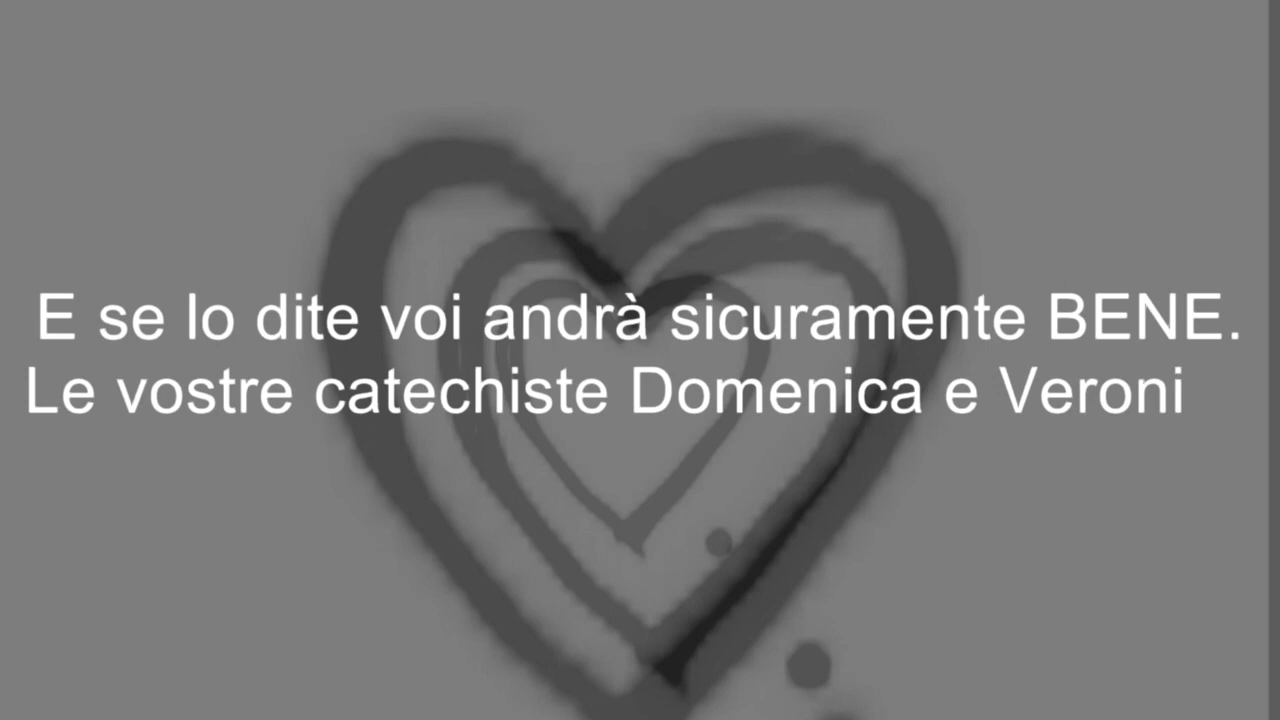 E se lo dite voi andrà sicuramente BENE.
Le vostre catechiste Domenica e Veroni